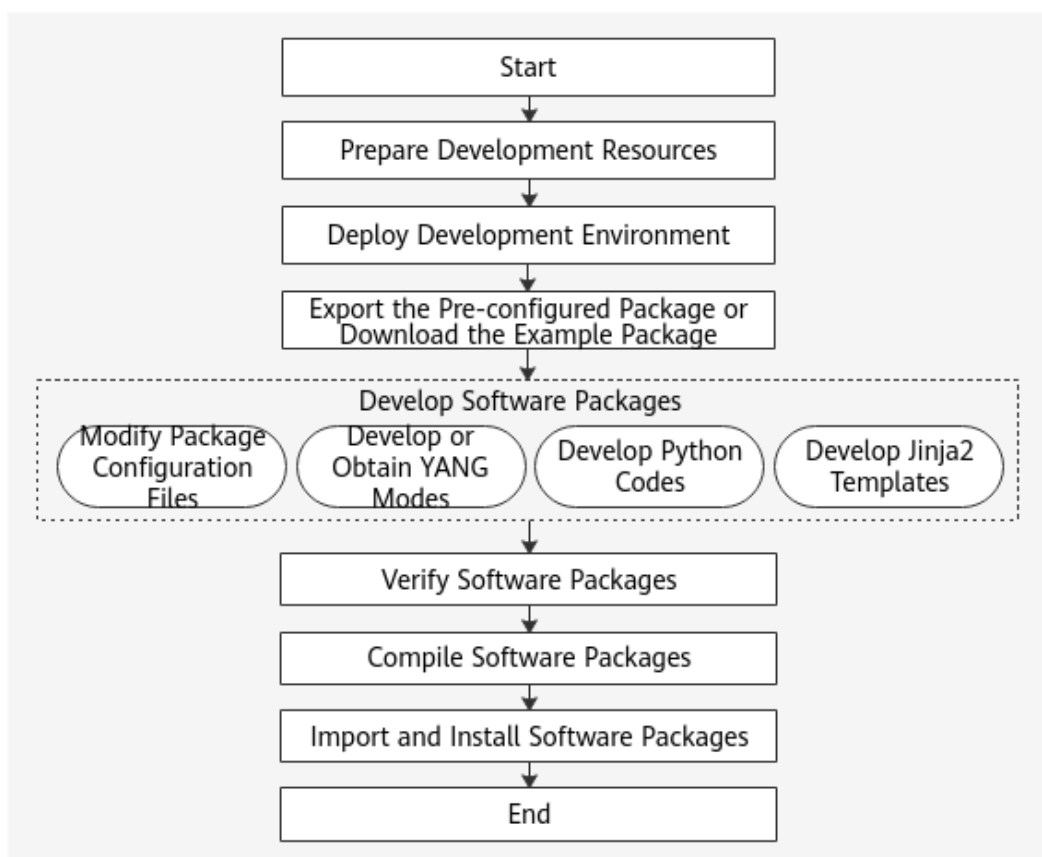 Start
Prepare Development Resources
Deploy Development Environment
Export the Pre-configured Package or
Download the Example Package
Develop Software Packages
Modify Package
Configuration
Files
Develop or
Obtain YANG
Modes
Develop Python
Codes
Develop Jinja2
Templates
Verify Software Packages
Compile Software Packages
Import and Install Software Packages
End